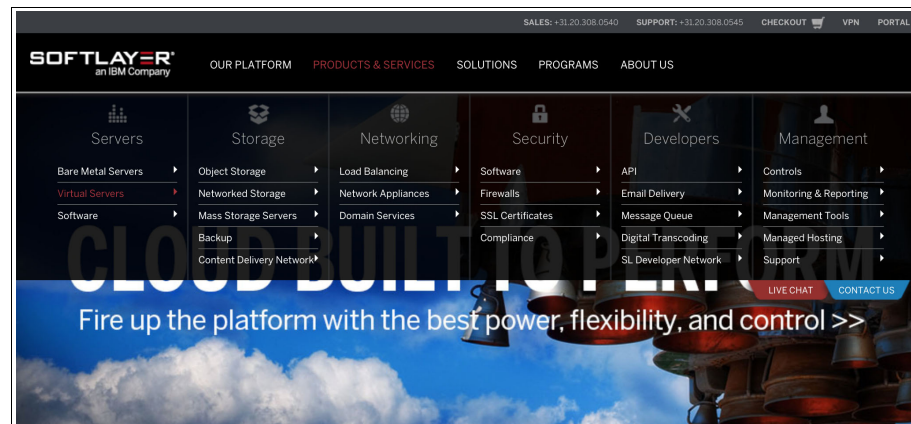 SALES: +31.20.308.0540 SUPPORT: +31.20.308.0545 CHECKOUT VPN PORTAL
SOFTLAYER®
an IBM Company
OUR PLATFORM PRODUCTS & SERVICES SOLUTIONS PROGRAMS ABOUT US
Servers
Bare Metal Servers
Virtual Servers
Software
Storage
Object Storage
Networked Storage
Mass Storage Servers
Backup
Content Delivery Network
Networking
Load Balancing
Network Appliances
Domain Services
Security
Software
Firewalls
SSL Certificates
Compliance
Developers
API
Email Delivery
Message Queue
Digital Transcoding
SL Developer Network
Management
Controls
Monitoring & Reporting
Management Tools
Managed Hosting
Support
LIVE CHAT CONTACT US
CLOUD BUILT TO PERFORM
Fire up the platform with the best power, flexibility, and control >>